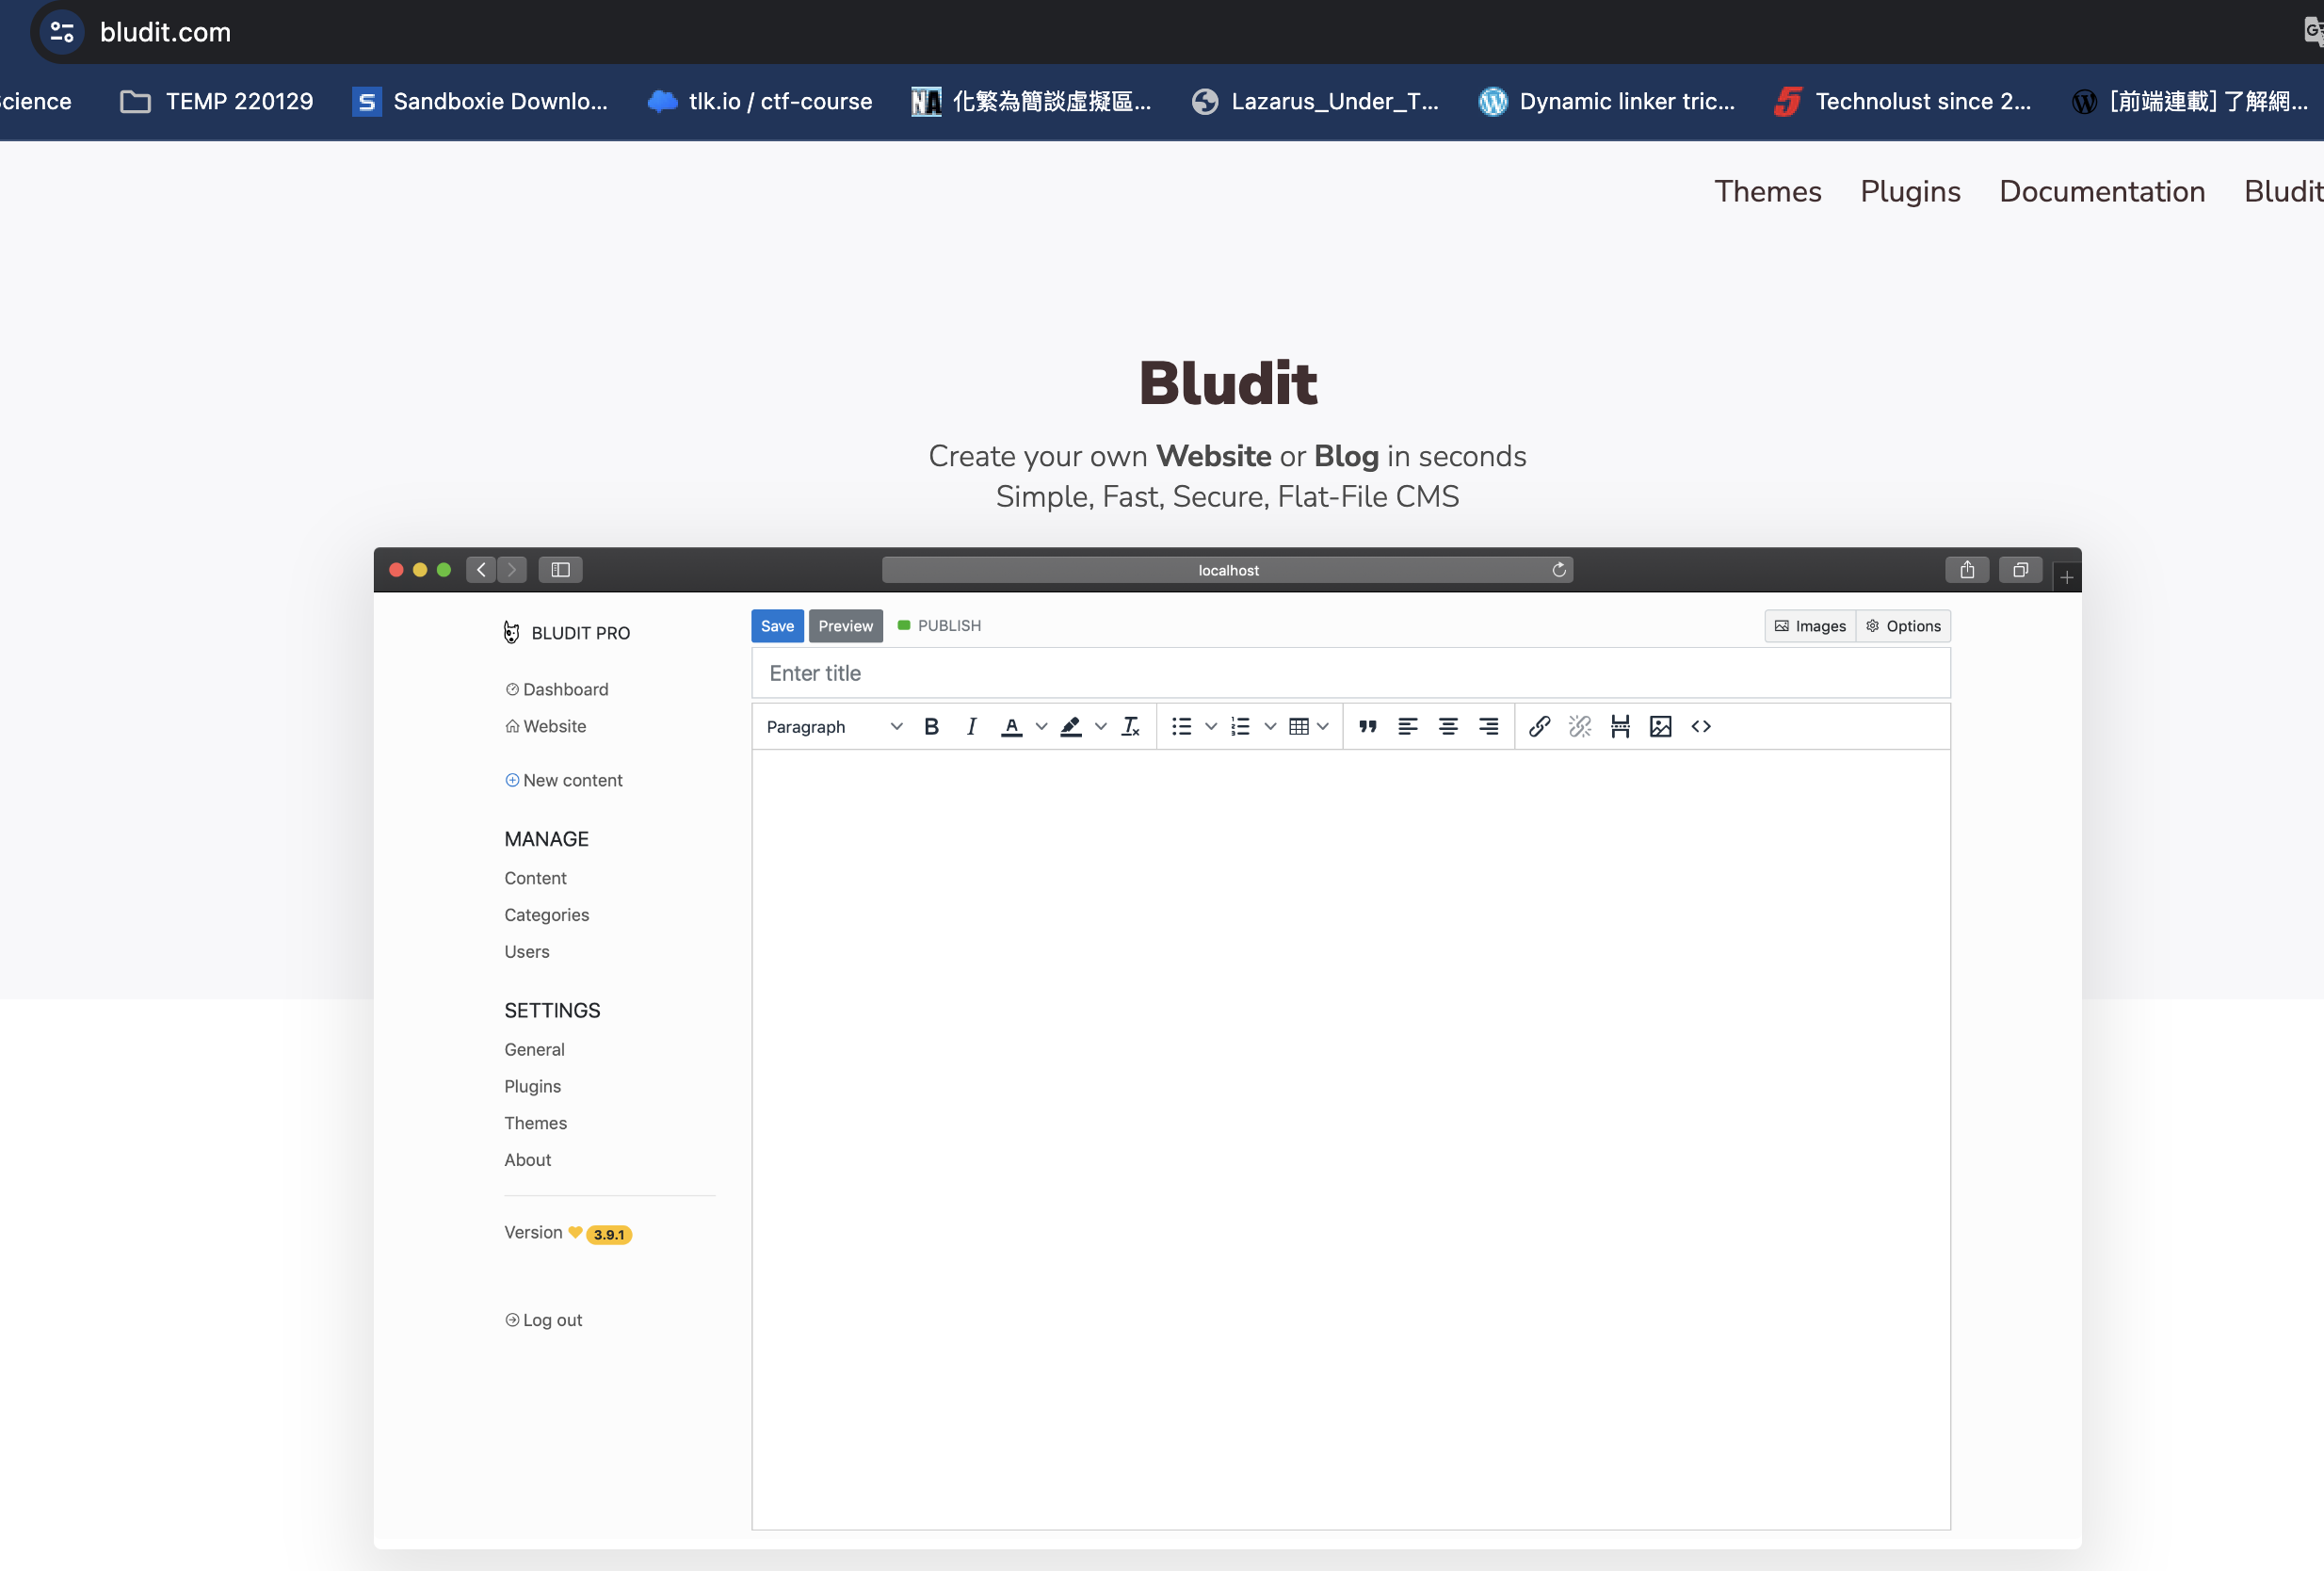 bludit.com
cience TEMP 220129 Sandboxie Downlo... tlk.io / ctf-course 化繁為簡談虛擬區... Lazarus_Under_T... Dynamic linker tric... Technolust since 2... [前端連載] 了解網...
Themes Plugins Documentation Bludit
Bludit
Create your own Website or Blog in seconds
Simple, Fast, Secure, Flat-File CMS
localhost
BLUDIT PRO
Dashboard
Website
New content
MANAGE
Content
Categories
Users
SETTINGS
General
Plugins
Themes
About
Version 3.9.1
Log out
Save Preview PUBLISH Images Options
Enter title
Paragraph